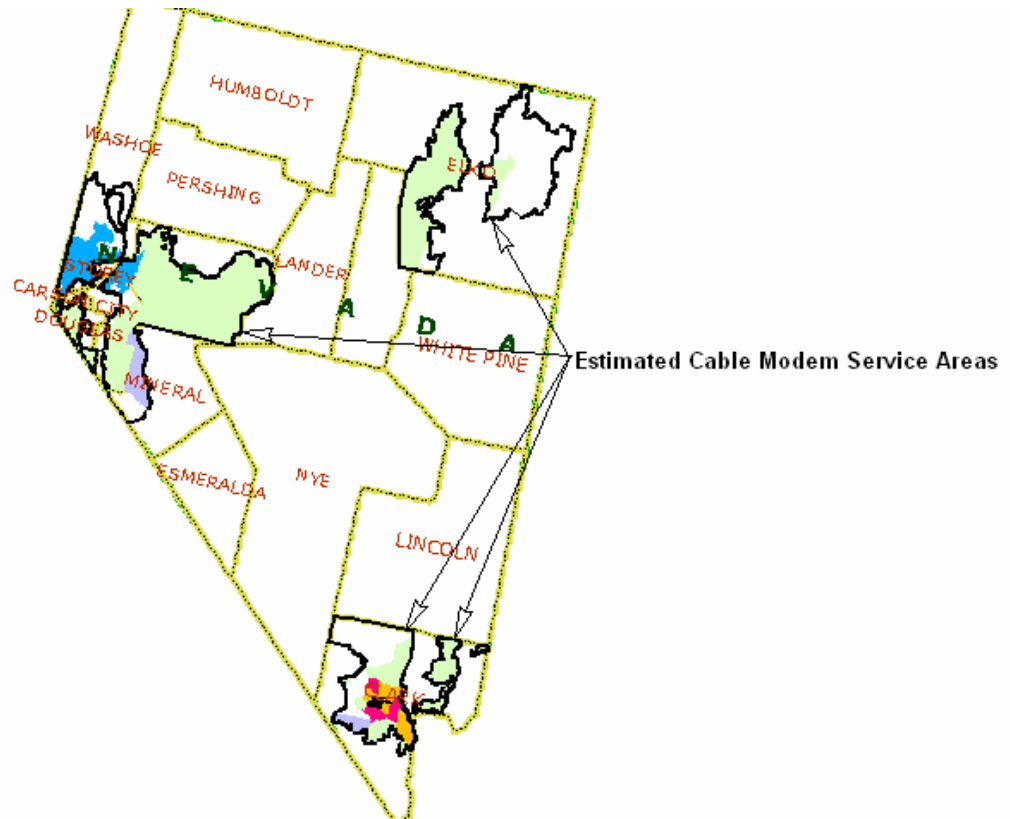 HUMBOLDT
WASHOE
ELKO
PERSHING
LANDER
N E V A D A
STOREY
CARSON CITY
DOUGLAS
WHITE PINE
Estimated Cable Modem Service Areas
MINERAL
ESMERALDA
NYE
LINCOLN
CLARK